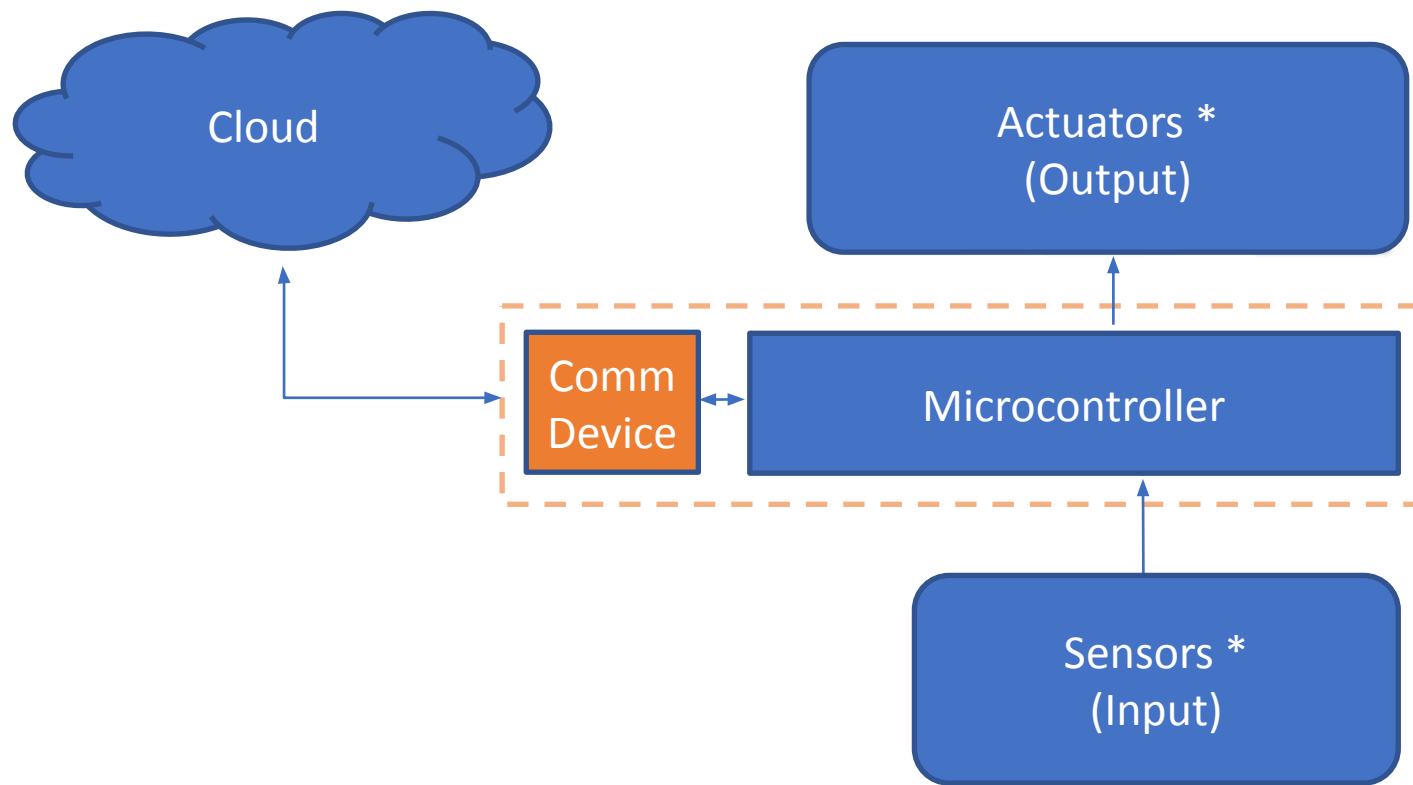 Cloud
Actuators *
(Output)
Comm
Device
Microcontroller
Sensors *
(Input)